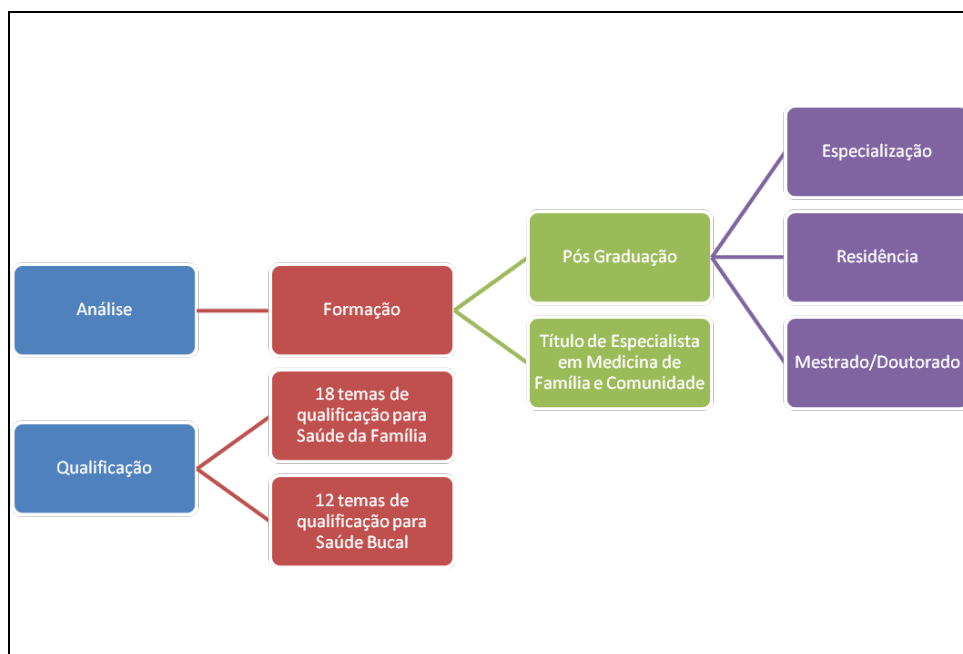 Análise
Formação
Pós Graduação
Título de Especialista
em Medicina de
Família e Comunidade
Especialização
Residência
Mestrado/Doutorado
Qualificação
18 temas de
qualificação para
Saúde da Família
12 temas de
qualificação para
Saúde Bucal